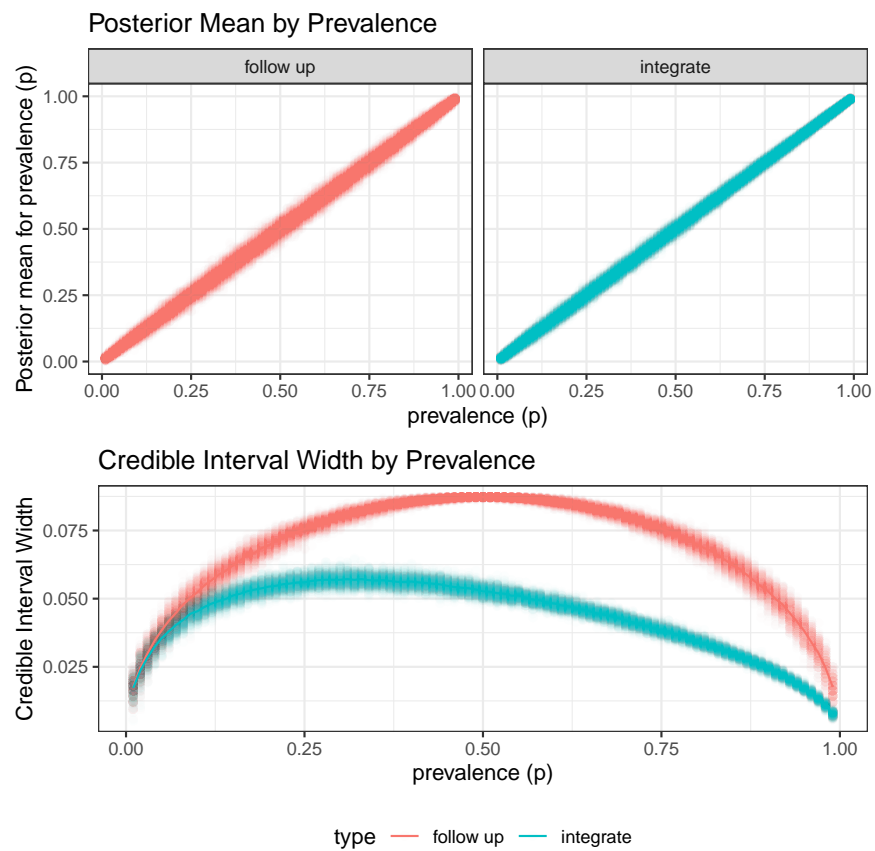 Posterior Mean by Prevalence
follow up
integrate
Posterior mean for prevalence (p)
1.00
0.75
0.50
0.25
0.00
0.00 0.25 0.50 0.75 1.00
0.00 0.25 0.50 0.75 1.00
prevalence (p)
Credible Interval Width by Prevalence
Credible Interval Width
0.075
0.050
0.025
0.00 0.25 0.50 0.75 1.00
prevalence (p)
type follow up integrate